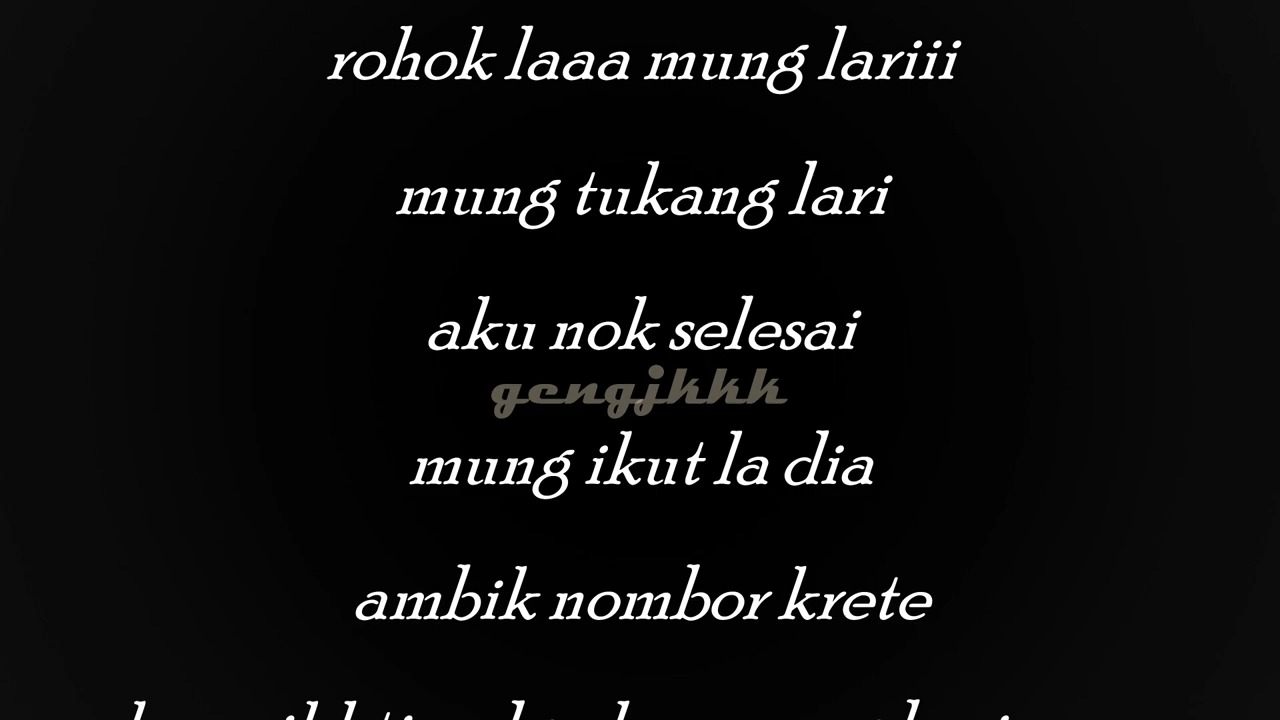 rohok laaa mung lariii
mung tukang lari
aku nok selesai
gengjkkk
mung ikut la dia
ambik nombor krete